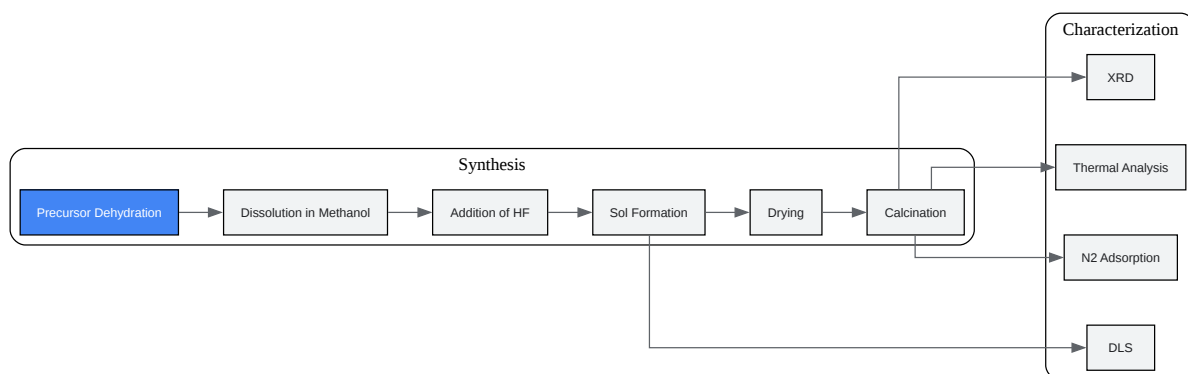 Characterization
XRD
Synthesis
Thermal Analysis
Precursor Dehydration
Dissolution in Methanol
Addition of HF
Sol Formation
Drying
Calcination
N2 Adsorption
DLS